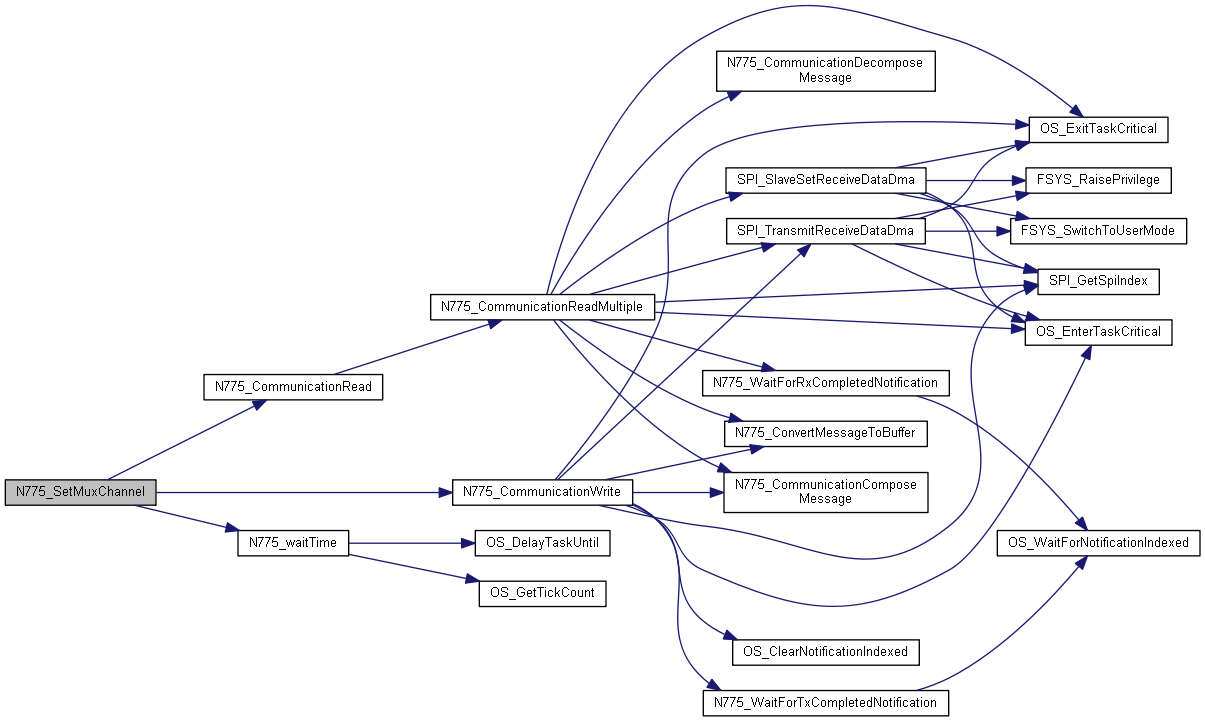 N775_CommunicationDecompose
Message
OS_ExitTaskCritical
SPI_SlaveSetReceiveDataDma
FSYS_RaisePrivilege
SPI_TransmitReceiveDataDma
FSYS_SwitchToUserMode
SPI_GetSpiIndex
N775_CommunicationReadMultiple
OS_EnterTaskCritical
N775_CommunicationRead
N775_WaitForRxCompletedNotification
N775_ConvertMessageToBuffer
N775_SetMuxChannel
N775_CommunicationWrite
N775_CommunicationCompose
Message
N775_waitTime
OS_DelayTaskUntil
OS_WaitForNotificationIndexed
OS_GetTickCount
OS_ClearNotificationIndexed
N775_WaitForTxCompletedNotification